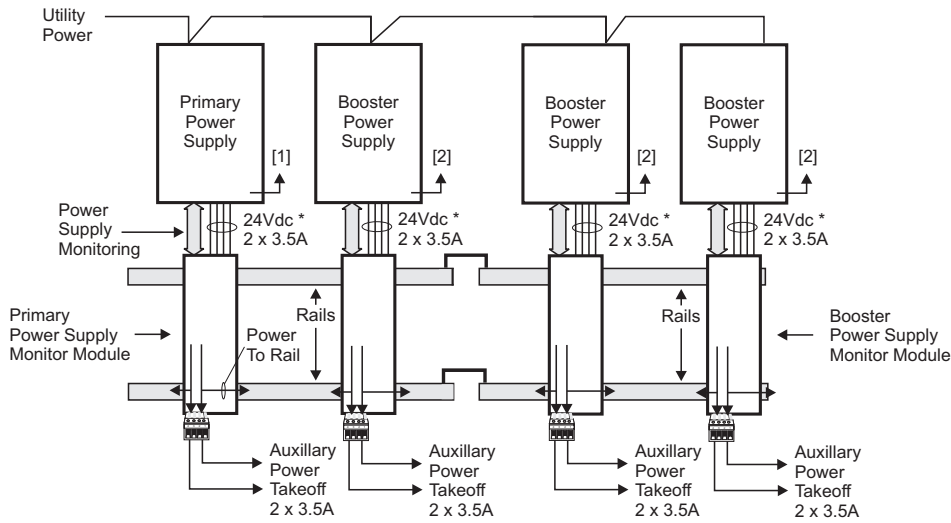 Utility
Power
Primary
Power
Supply
Booster
Power
Supply
Booster
Power
Supply
Booster
Power
Supply
[1]
[2]
[2]
[2]
Power
Supply
Monitoring
24Vdc *
2 x 3.5A
24Vdc *
2 x 3.5A
24Vdc *
2 x 3.5A
24Vdc *
2 x 3.5A
Primary
Power Supply
Monitor Module
Power
To Rail
Rails
Rails
Booster
Power Supply
Monitor Module
Auxillary
Power
Takeoff
2 x 3.5A
Auxillary
Power
Takeoff
2 x 3.5A
Auxillary
Power
Takeoff
2 x 3.5A
Auxillary
Power
Takeoff
2 x 3.5A